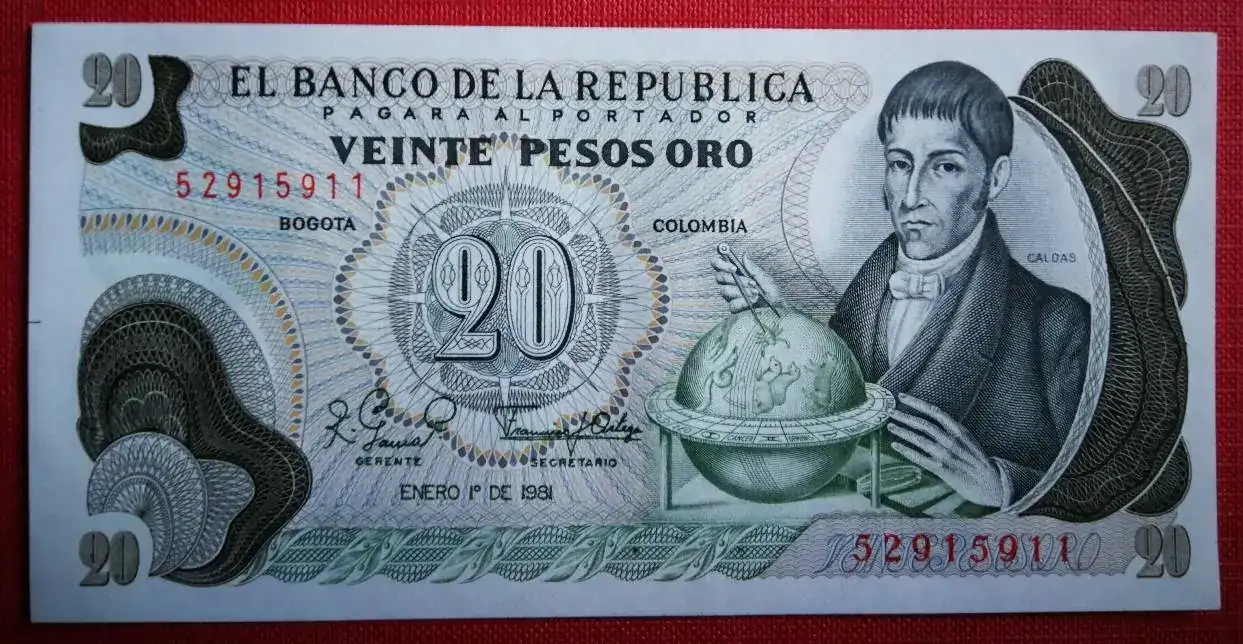 20
20
EL BANCO DE LA REPUBLICA
PAGARA AL PORTADOR
VEINTE PESOS ORO
52915911
BOGOTA
COLOMBIA
CALDAS
20
CANCER
GERENTE
SECRETARIO
ENERO 1º DE 1981
52915911
20
20